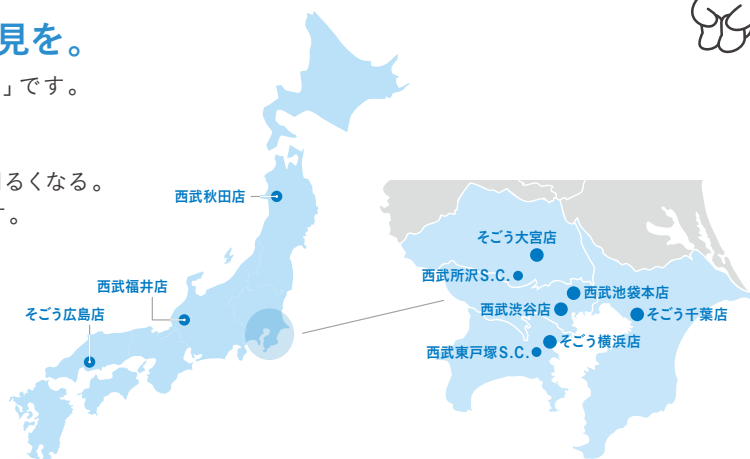 見を。
」です。
るくなる。
す。
西武秋田店
西武福井店
そごう広島店
そごう大宮店
西武所沢S.C.
西武池袋本店
西武渋谷店
そごう千葉店
そごう横浜店
西武東戸塚S.C.